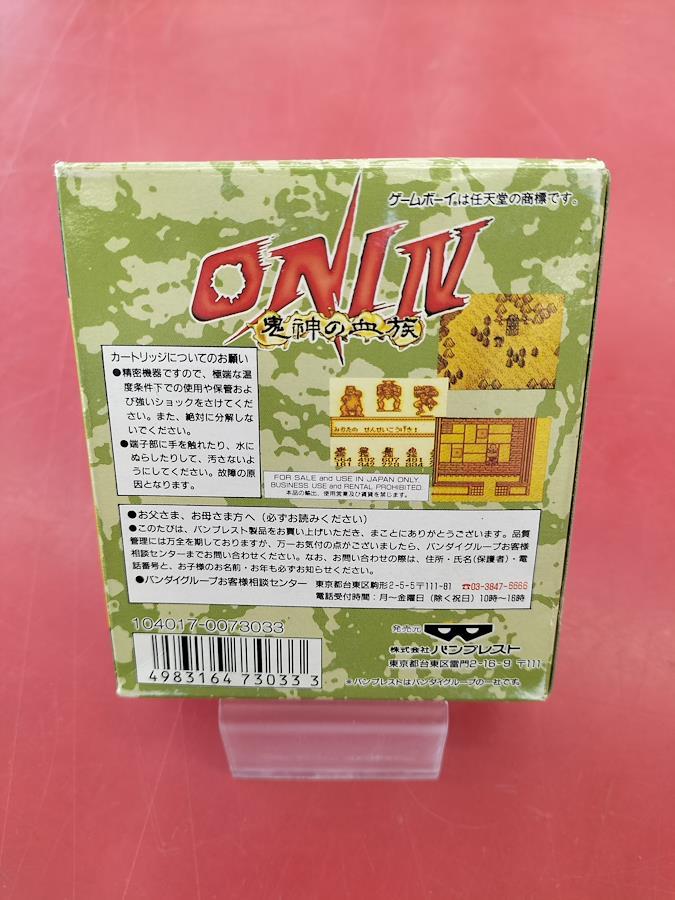 ゲームボーイは任天堂の商標です。
ONI IV
鬼神の血族
カートリッジについてのお願い
●精密機器ですので、極端な温
度条件下での使用や保管およ
び強いショックをさけてくだ
さい。また、絶対に分解しな
いでください。
●端子部に手を触れたり、水に
ぬらしたりして、汚さないよ
うにしてください。故障の原
因となります。
みなたの せんせいこうげき!
564 492 607 481
181 342 228 884
FOR SALE and USE IN JAPAN ONLY.
BUSINESS USE and RENTAL PROHIBITED.
本品の輸出、使用営業及び賃貸を禁じます。
●お父さま、お母さま方へ(必ずお読みください)
●このたびは、バンプレスト製品をお買い上げいただき、まことにありがとうございます。品質
管理には万全を期しておりますが、万一お気付の点がございましたら、バンダイグループお客様
相談センターまでお問い合わせください。なお、お問い合わせの際は、住所・氏名(保護者)・電
話番号と、お子様のお名前・お年も必ずお知らせください。
●バンダイグループお客様相談センター 東京都台東区駒形2-5-5〒111-81 ☎03-3847-6666
電話受付時間:月〜金曜日(除く祝日)10時〜16時
104017-0073033
4983164 73033 3
発売元
株式会社バンプレスト
東京都台東区雷門2-16-9 〒111
※バンプレストはバンダイグループの一社です。